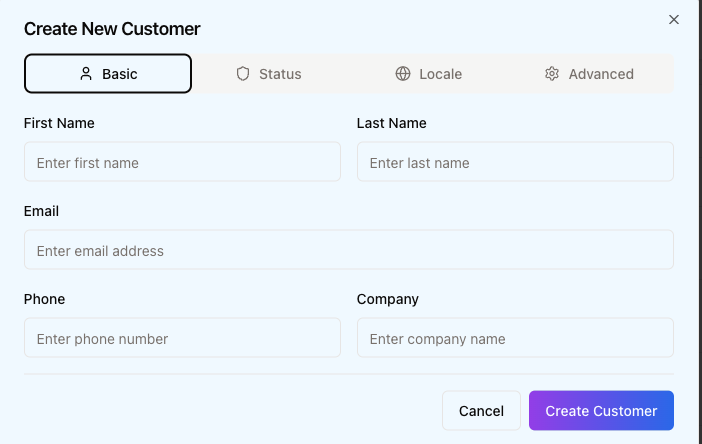 Create New Customer
Basic Status Locale Advanced
First Name Last Name
Enter first name Enter last name
Email
Enter email address
Phone Company
Enter phone number Enter company name
Cancel Create Customer